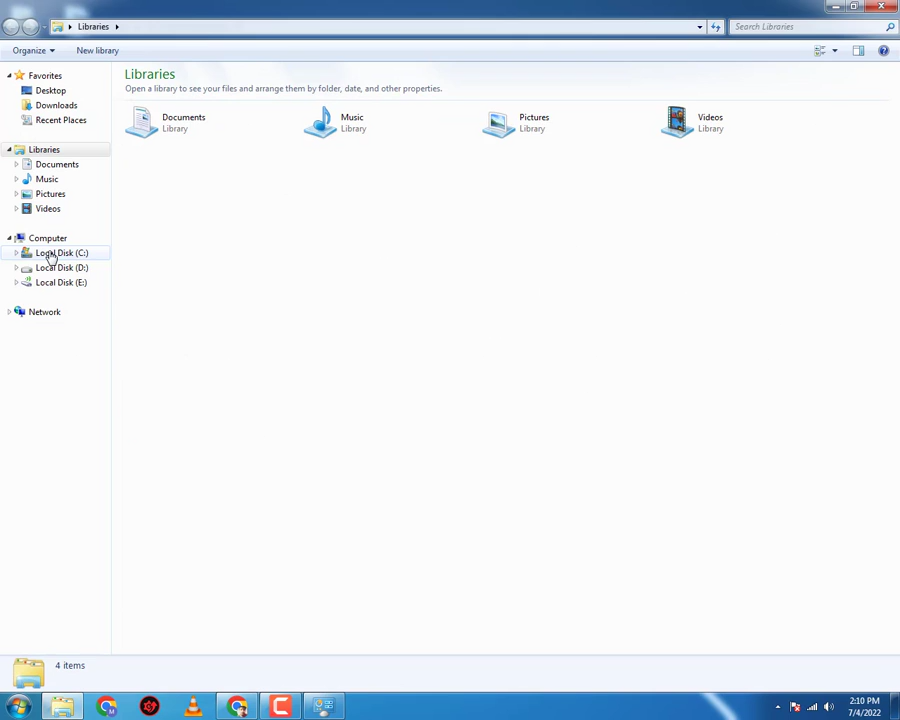 Libraries
Search Libraries
Organize
New library
Favorites
Desktop
Downloads
Recent Places
Libraries
Documents
Music
Pictures
Videos
Computer
Local Disk (C:)
Local Disk (D:)
Local Disk (E:)
Network
Libraries
Open a library to see your files and arrange them by folder, date, and other properties.
Documents
Library
Music
Library
Pictures
Library
Videos
Library
4 items
2:10 PM
7/4/2022